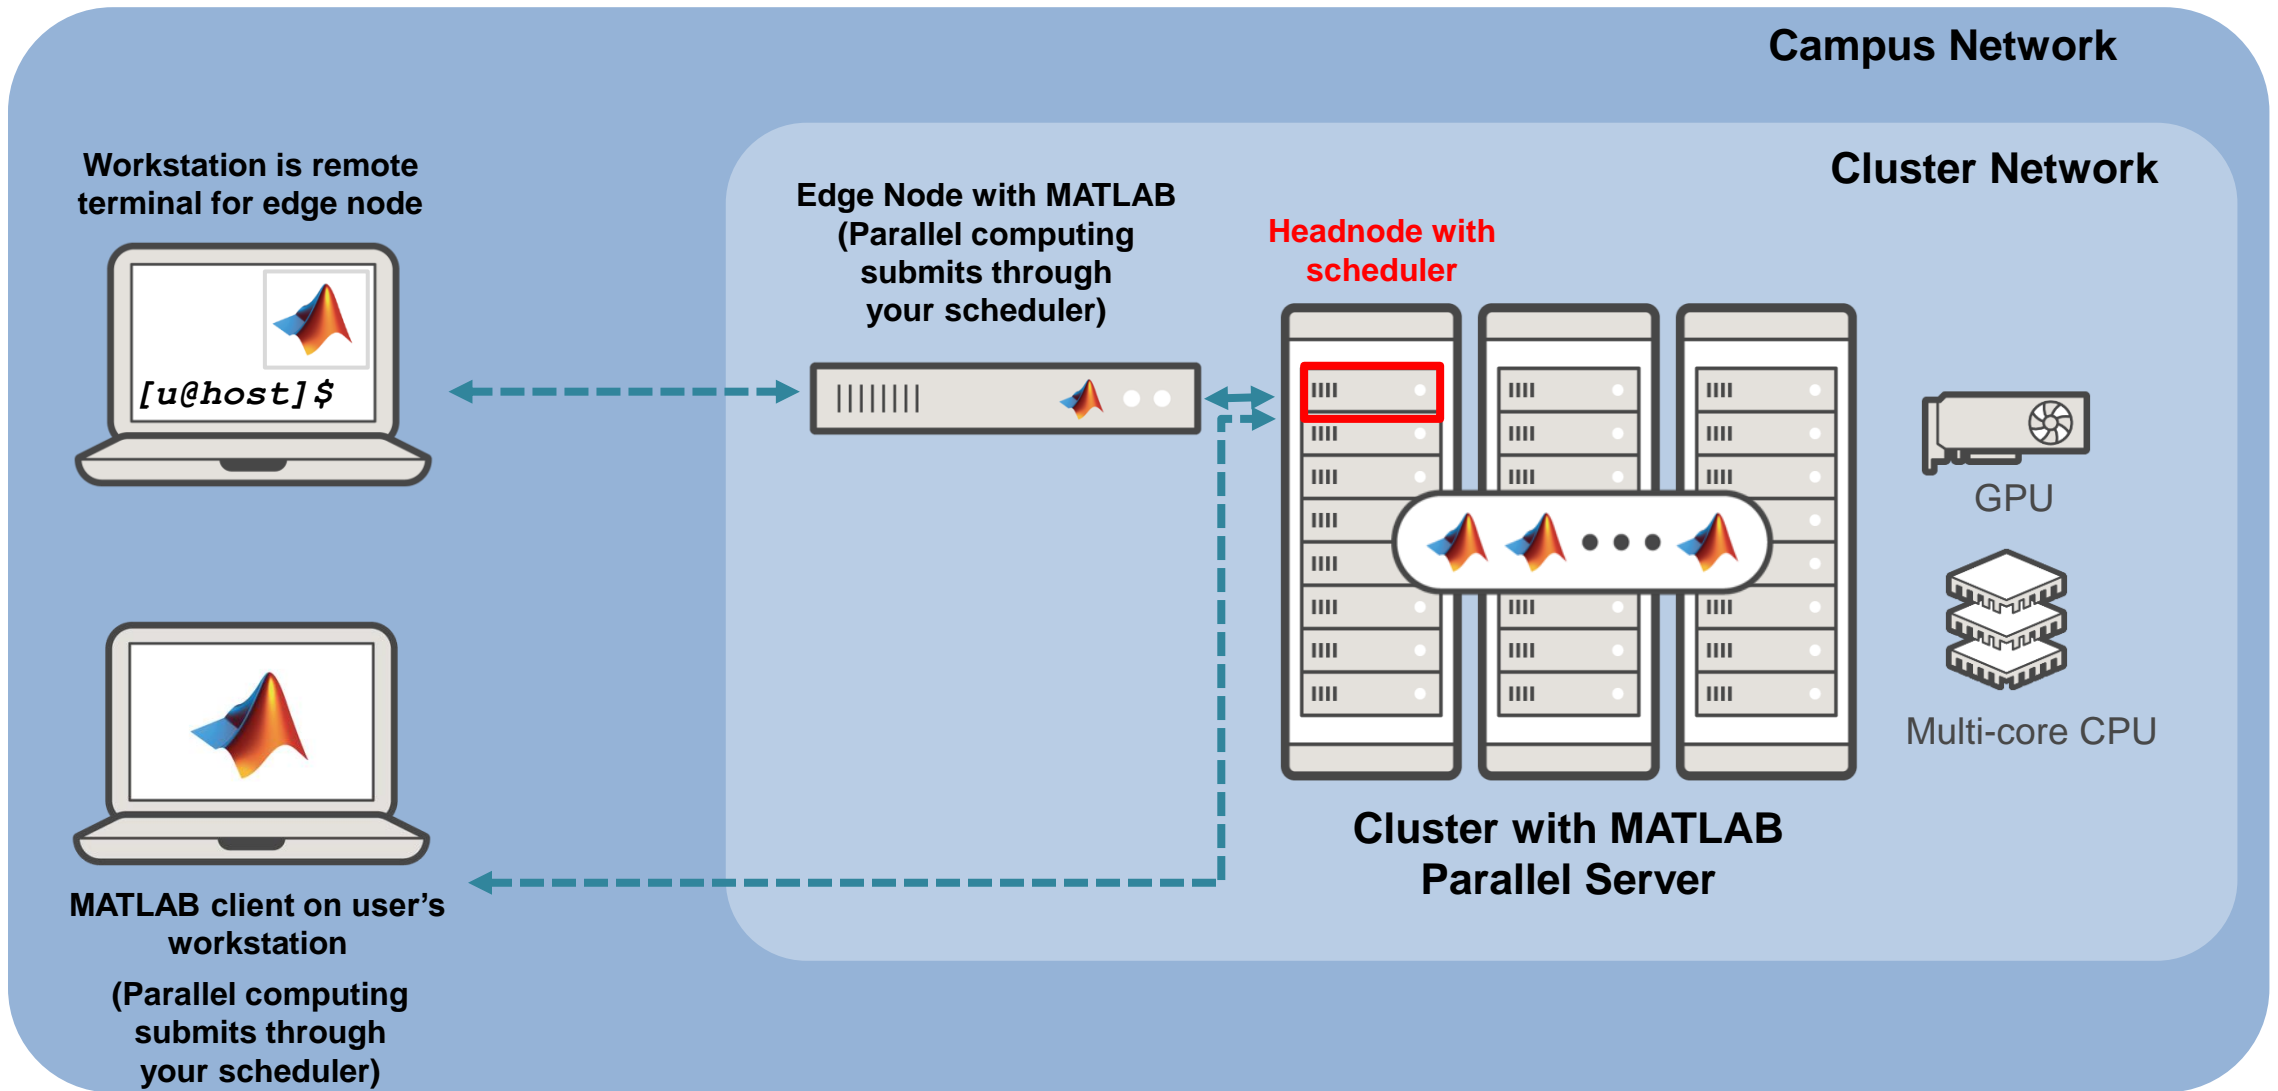 Campus Network
Cluster Network
Workstation is remote
terminal for edge node
[u@host]$
Edge Node with MATLAB
(Parallel computing
submits through
your scheduler)
Headnode with
scheduler
GPU
Multi-core CPU
Cluster with MATLAB
Parallel Server
MATLAB client on user’s
workstation
(Parallel computing
submits through
your scheduler)